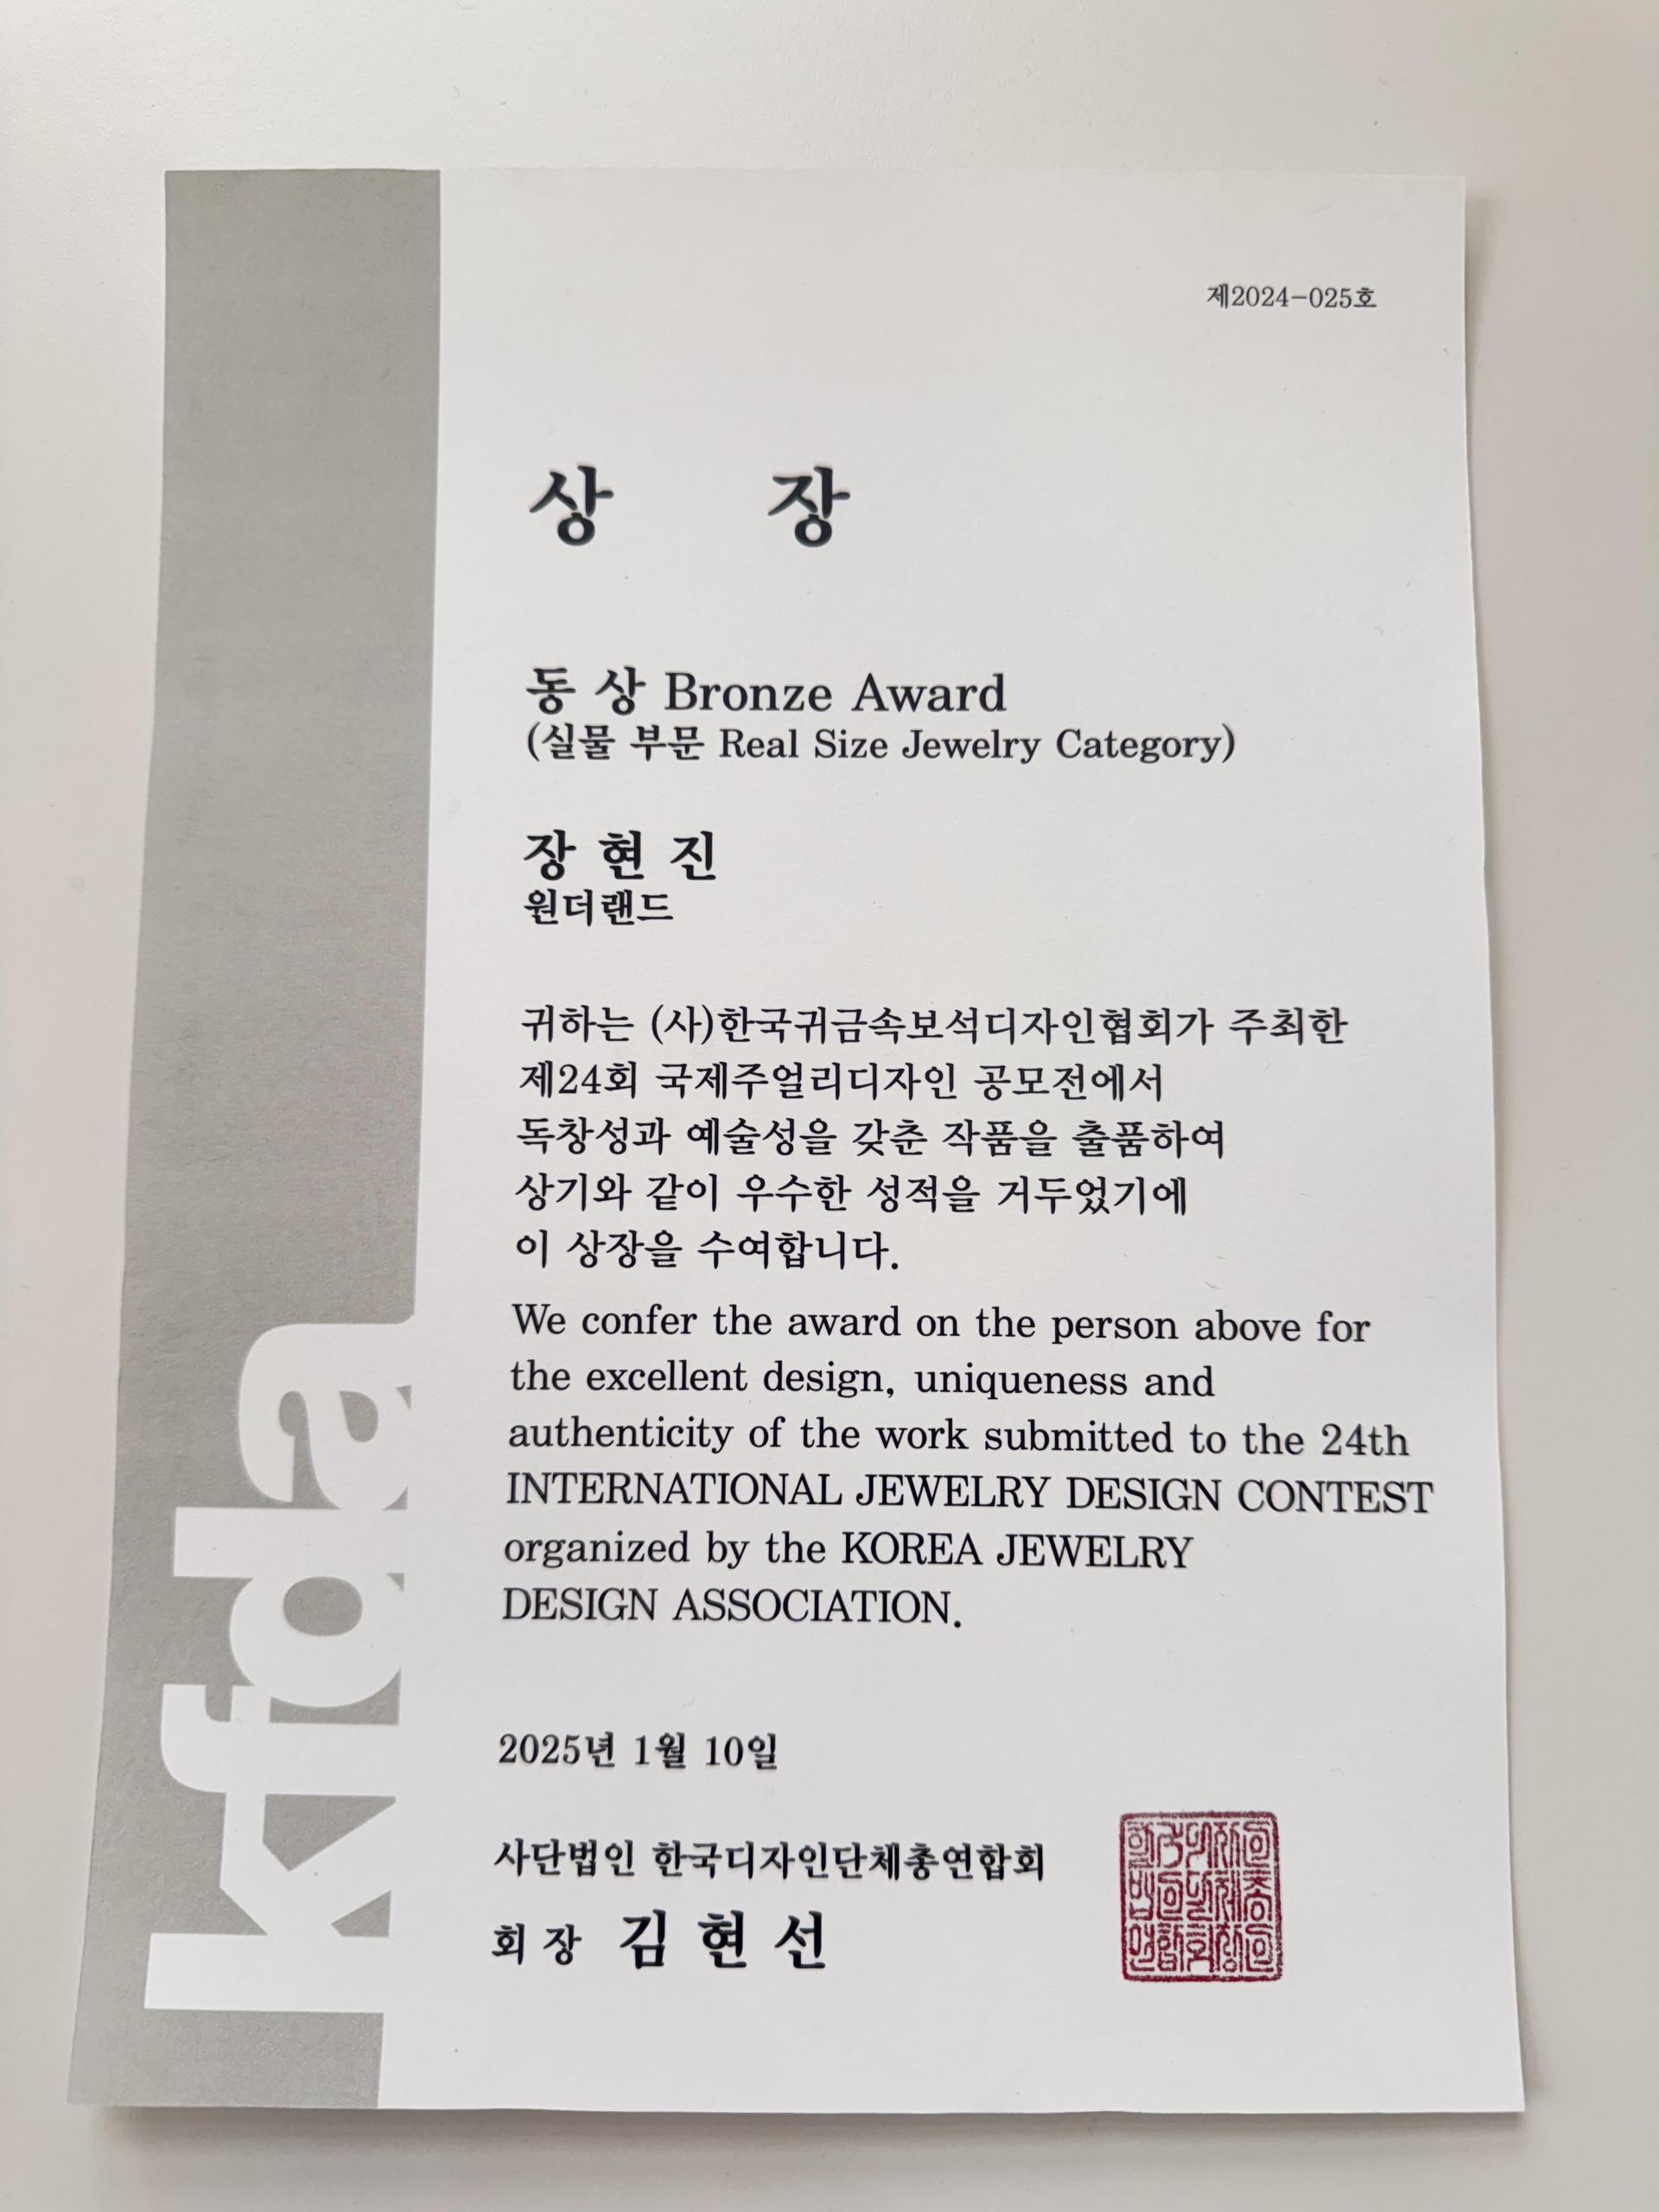 제2024-025호
상 장
동 상 Bronze Award
(실물 부문 Real Size Jewelry Category)
장 현 진
원더랜드
귀하는 (사)한국귀금속보석디자인협회가 주최한
제24회 국제주얼리디자인 공모전에서
독창성과 예술성을 갖춘 작품을 출품하여
상기와 같이 우수한 성적을 거두었기에
이 상장을 수여합니다.
We confer the award on the person above for
the excellent design, uniqueness and
authenticity of the work submitted to the 24th
INTERNATIONAL JEWELRY DESIGN CONTEST
organized by the KOREA JEWELRY
DESIGN ASSOCIATION.
2025년 1월 10일
사단법인 한국디자인단체총연합회
회 장 김 현 선
kfda